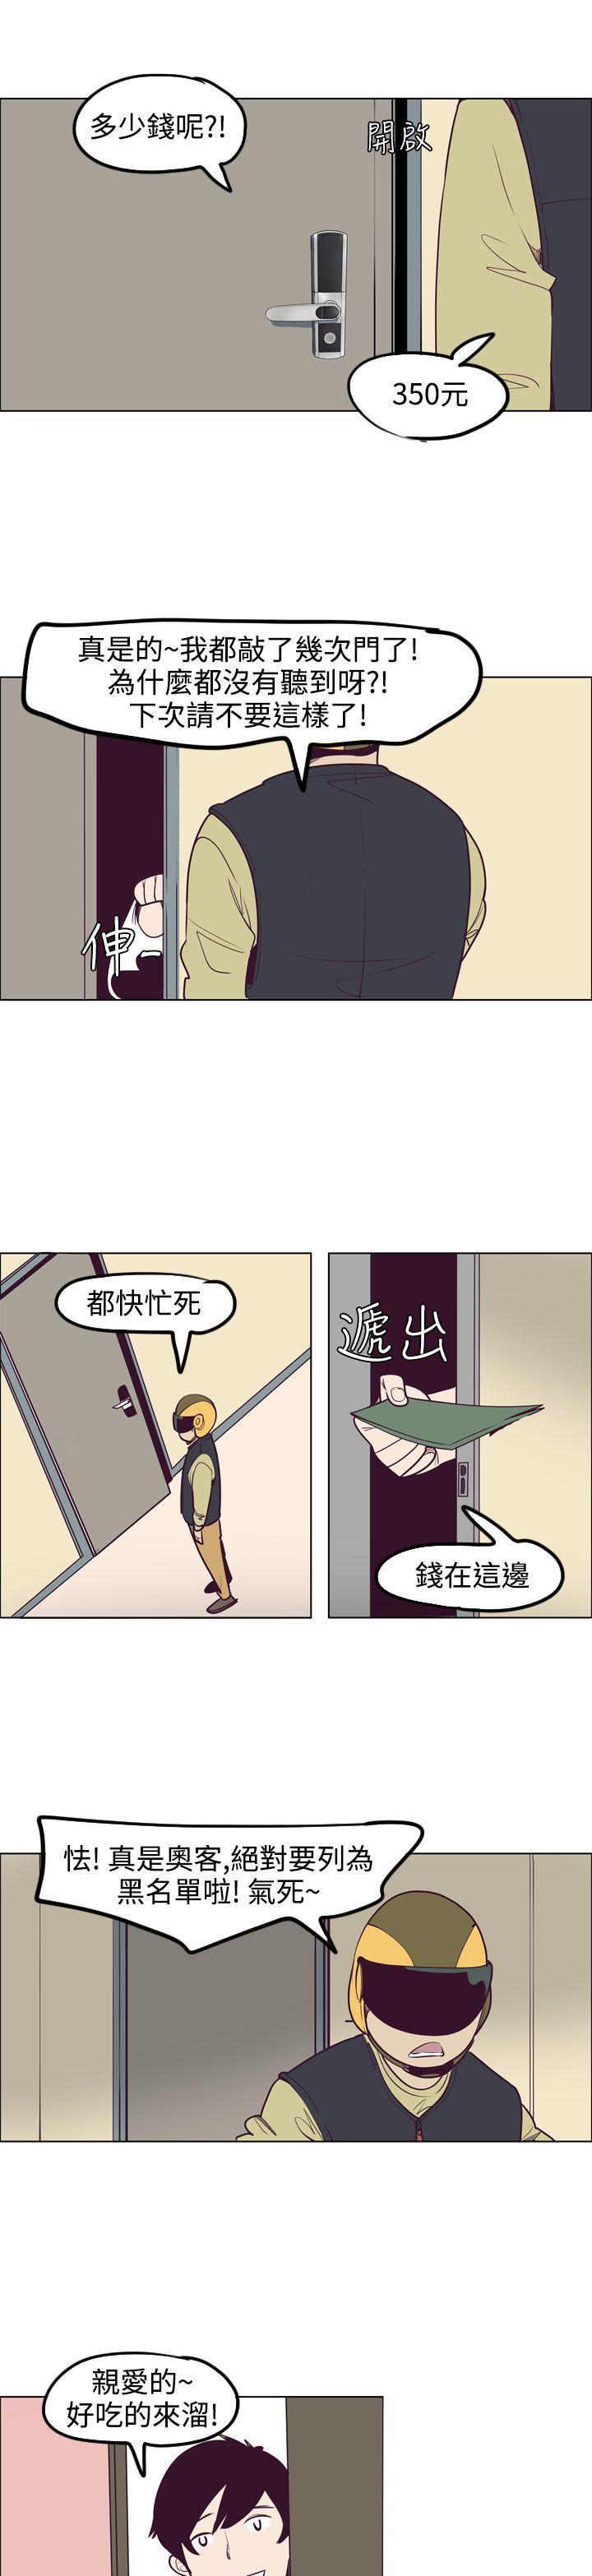 多少錢呢?!
開啟
350元
真是的~我都敲了幾次門了!
為什麼都沒有聽到呀?!
下次請不要這樣了!
伸-
都快忙死
遞出
錢在這邊
怯! 真是奧客,絕對要列為
黑名單啦! 氣死~
親愛的~
好吃的來溜!